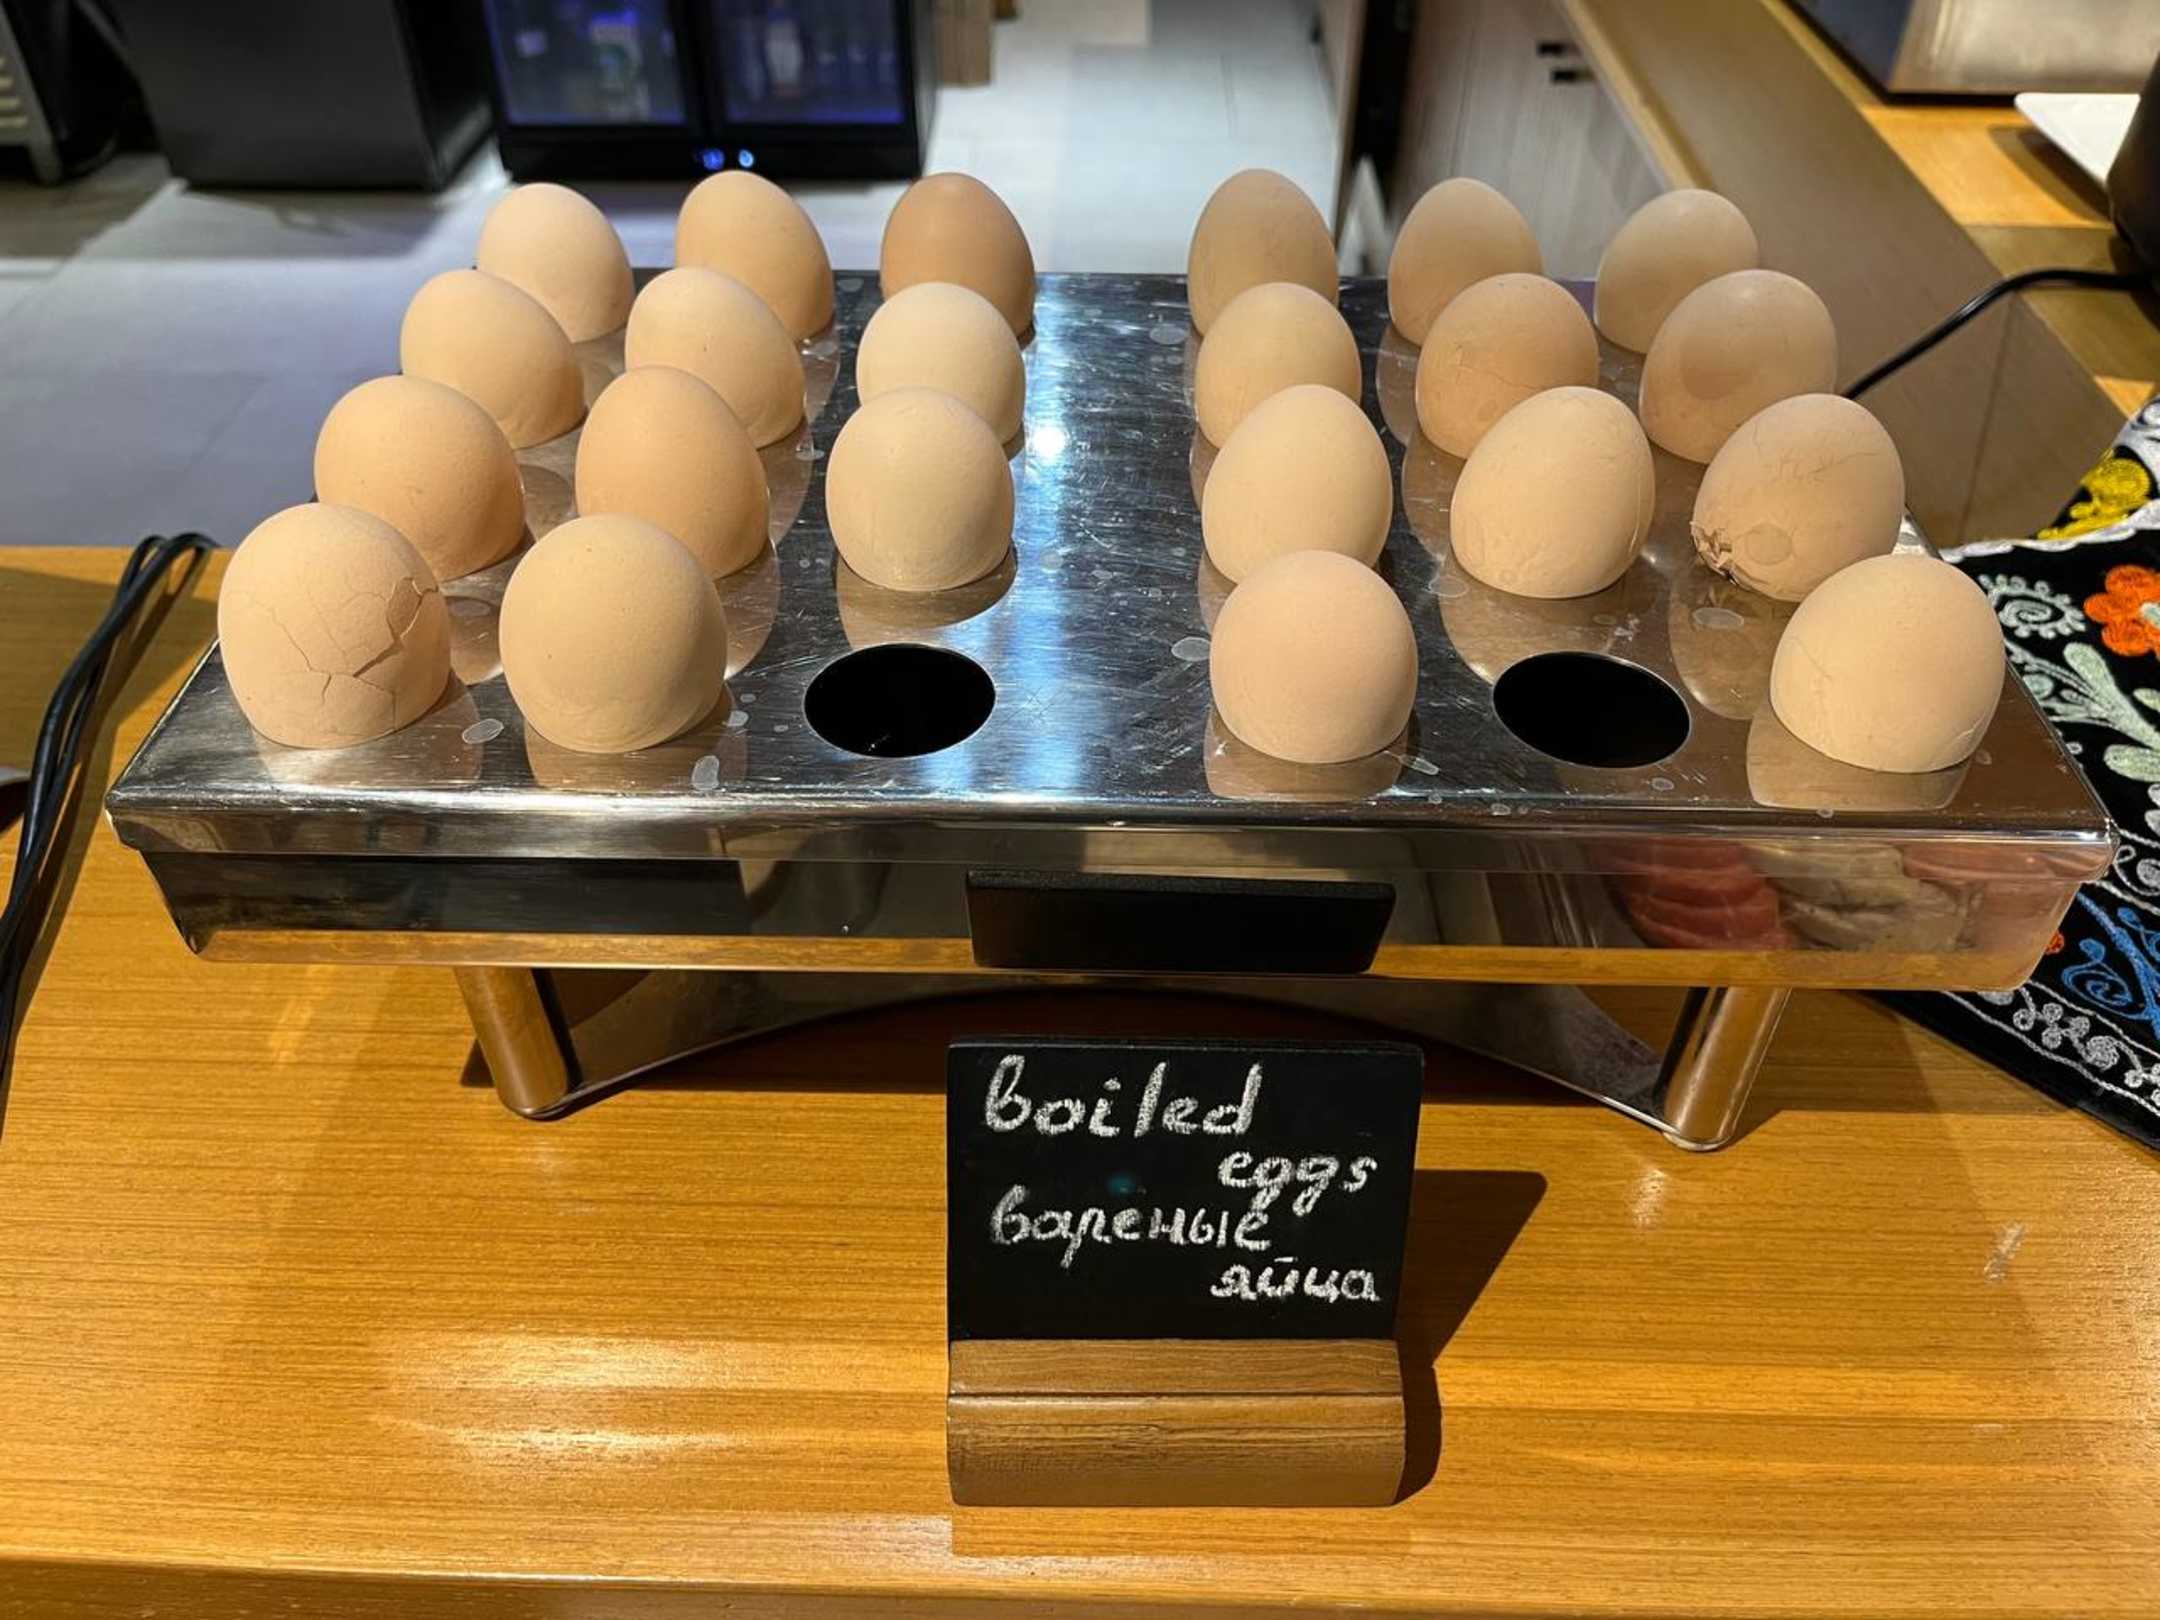 boiled
eggs
вареные
яйца